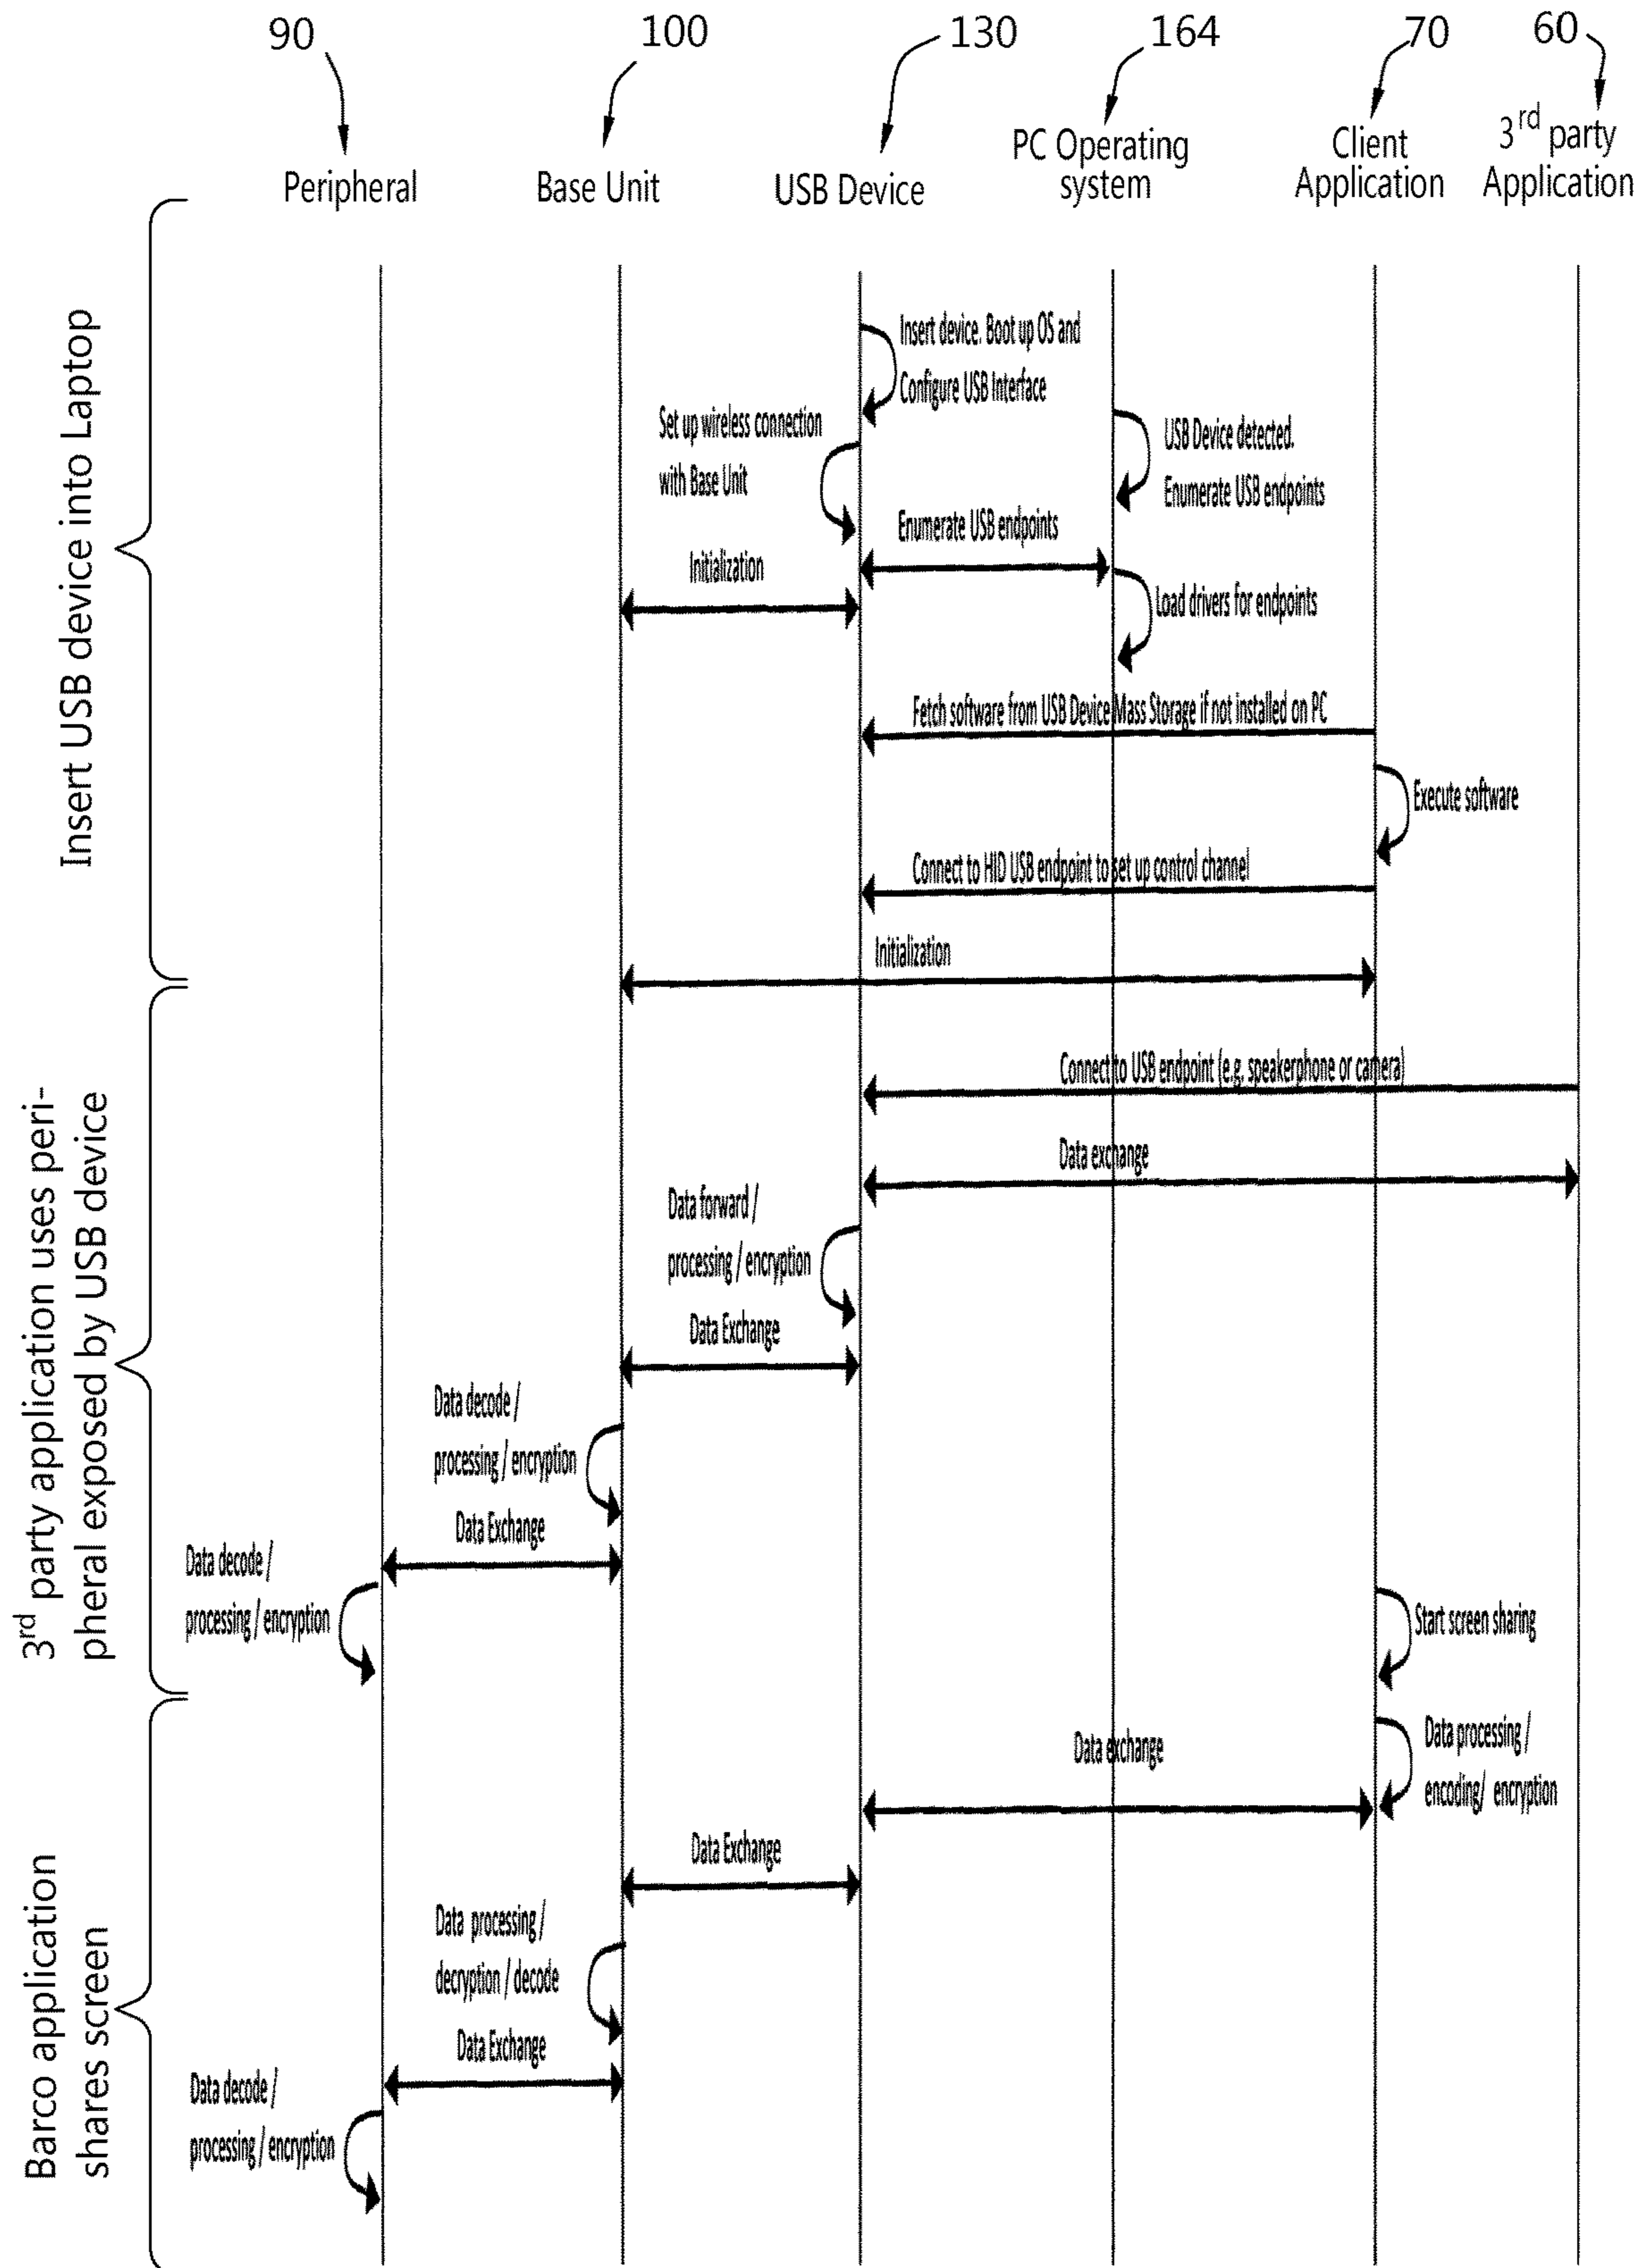 90
100
130
164
70
60
Peripheral
Base Unit
USB Device
PC Operating
system
Client
Application
3rd party
Application
Insert USB device into Laptop
Insert device. Boot up OS and
Configure USB Interface
Set up wireless connection
with Base Unit
USB Device detected.
Enumerate USB endpoints
Enumerate USB endpoints
Initialization
Load drivers for endpoints
Fetch software from USB Device Mass Storage if not installed on PC
Execute software
Connect to HID USB endpoint to set up control channel
Initialization
3rd party application uses peri-
pheral exposed by USB device
Connect to USB endpoint (e.g. speakerphone or camera)
Data exchange
Data forward /
processing / encryption
Data Exchange
Data decode /
processing / encryption
Data Exchange
Data decode /
processing / encryption
Start screen sharing
Barco application
shares screen
Data processing /
encoding/ encryption
Data exchange
Data Exchange
Data processing /
decryption / decode
Data Exchange
Data decode /
processing / encryption